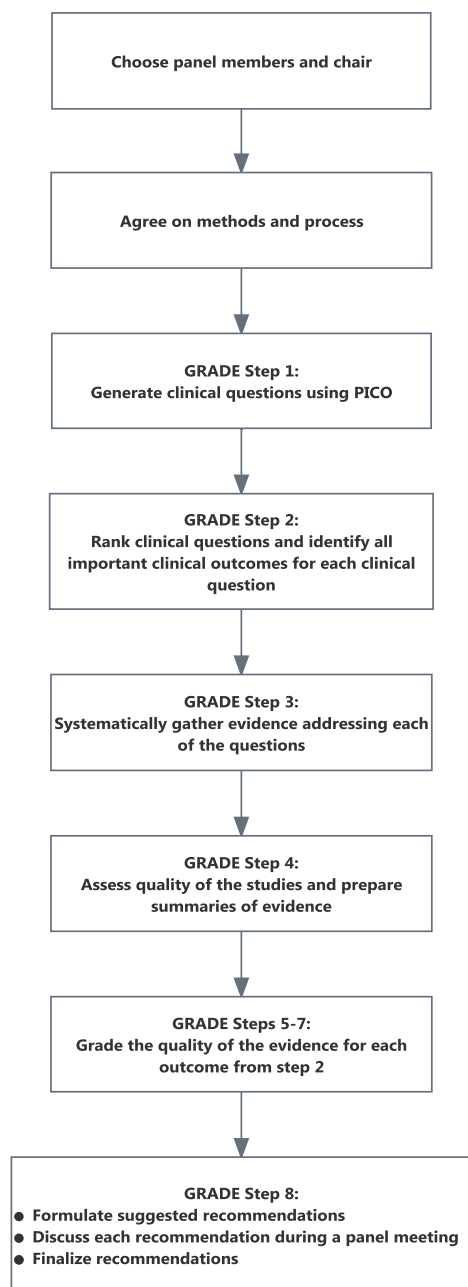 Choose panel members and chair
Agree on methods and process
GRADE Step 1:
Generate clinical questions using PICO
GRADE Step 2:
Rank clinical questions and identify all
important clinical outcomes for each clinical
question
GRADE Step 3:
Systematically gather evidence addressing each
of the questions
GRADE Step 4:
Assess quality of the studies and prepare
summaries of evidence
GRADE Steps 5-7:
Grade the quality of the evidence for each
outcome from step 2
GRADE Step 8:
● Formulate suggested recommendations
● Discuss each recommendation during a panel meeting
● Finalize recommendations